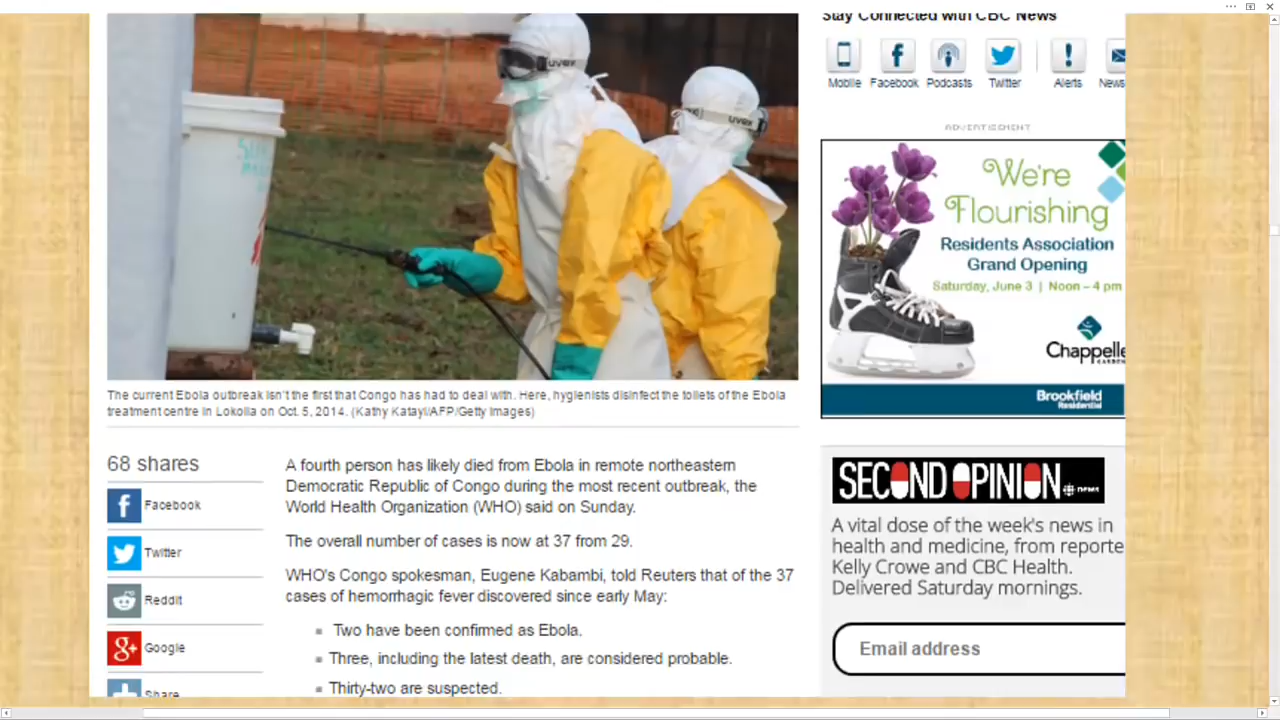 uvex
uvex
The current Ebola outbreak isn't the first that Congo has had to deal with. Here, hygienists disinfect the toilets of the Ebola
treatment centre in Lokolia on Oct. 5, 2014. (Kathy Katayi/AFP/Getty Images)
68 shares
Facebook
Twitter
Reddit
Google
Share
A fourth person has likely died from Ebola in remote northeastern
Democratic Republic of Congo during the most recent outbreak, the
World Health Organization (WHO) said on Sunday.
The overall number of cases is now at 37 from 29.
WHO's Congo spokesman, Eugene Kabambi, told Reuters that of the 37
cases of hemorrhagic fever discovered since early May:
Two have been confirmed as Ebola.
Three, including the latest death, are considered probable.
Thirty-two are suspected.
Stay Connected with CBC News
Mobile Facebook Podcasts Twitter Alerts News
ADVERTISEMENT
We're
Flourishing
Residents Association
Grand Opening
Saturday, June 3 | Noon – 4 pm
Chappelle
Brookfield
Residential
SECOND OPINION
A vital dose of the week's news in
health and medicine, from reporte
Kelly Crowe and CBC Health.
Delivered Saturday mornings.
Email address